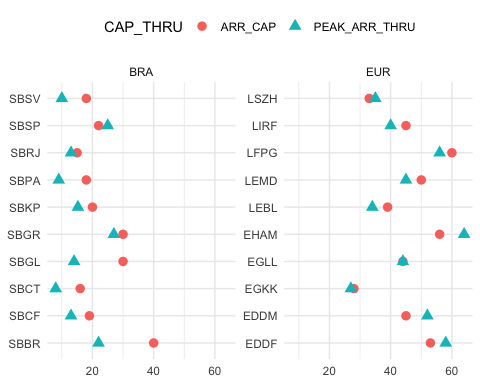 CAP_THRU ARR_CAP PEAK_ARR_THRU
BRA EUR
SBSV LSZH
SBSP LIRF
SBRJ LFPG
SBPA LEMD
SBKP LEBL
SBGR EHAM
SBGL EGLL
SBCT EGKK
SBCF EDDM
SBBR EDDF
20 40 60 20 40 60